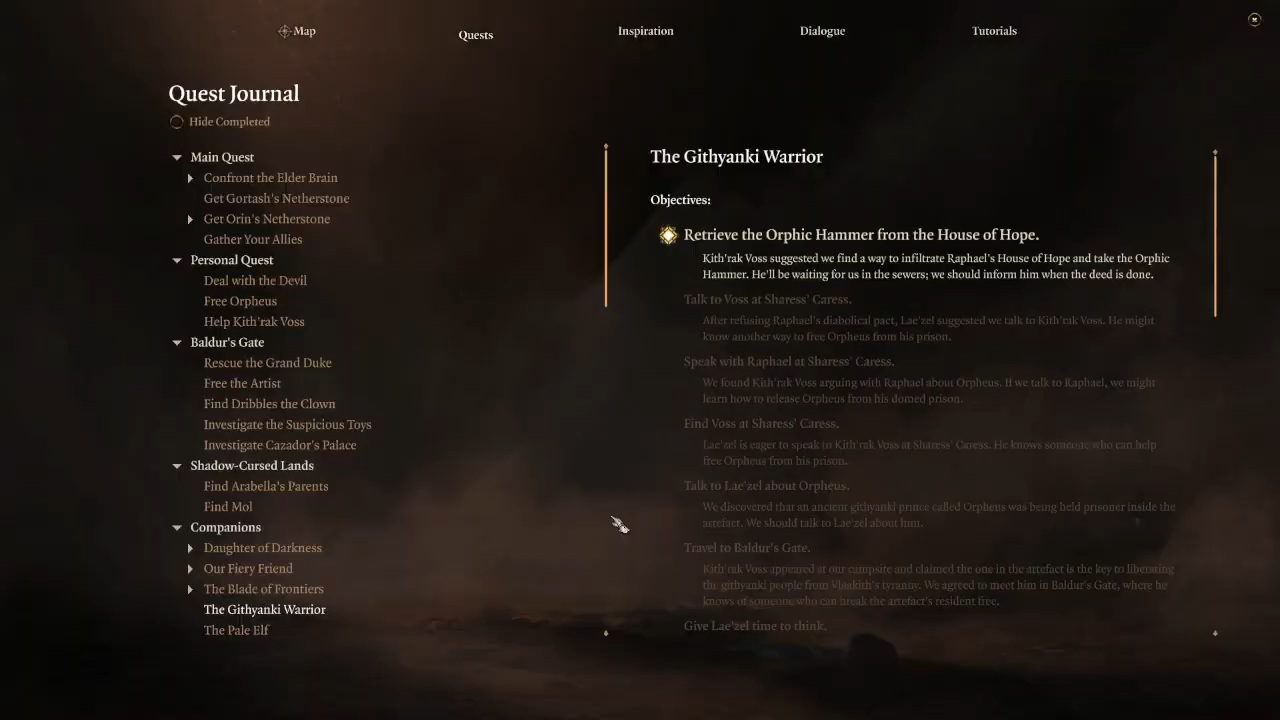 Map
Quests
Inspiration
Dialogue
Tutorials
Quest Journal
Hide Completed
Main Quest
Confront the Elder Brain
Get Gortash's Netherstone
Get Orin's Netherstone
Gather Your Allies
Personal Quest
Deal with the Devil
Free Orpheus
Help Kith'rak Voss
Baldur's Gate
Rescue the Grand Duke
Free the Artist
Find Dribbles the Clown
Investigate the Suspicious Toys
Investigate Cazador's Palace
Shadow-Cursed Lands
Find Arabella's Parents
Find Mol
Companions
Daughter of Darkness
Our Fiery Friend
The Blade of Frontiers
The Githyanki Warrior
The Pale Elf
The Githyanki Warrior
Objectives:
Retrieve the Orphic Hammer from the House of Hope.
Kith'rak Voss suggested we find a way to infiltrate Raphael's House of Hope and take the Orphic
Hammer. He'll be waiting for us in the sewers; we should inform him when the deed is done.
Talk to Voss at Sharess' Caress.
After refusing Raphael's diabolical pact, Lae'zel suggested we talk to Kith'rak Voss. He might
know another way to free Orpheus from his prison.
Speak with Raphael at Sharess' Caress.
We found Kith'rak Voss arguing with Raphael about Orpheus. If we talk to Raphael, we might
learn how to release Orpheus from his domed prison.
Find Voss at Sharess' Caress.
Lae'zel is eager to speak to Kith'rak Voss at Sharess' Caress. He knows someone who can help
free Orpheus from his prison.
Talk to Lae'zel about Orpheus.
We discovered that an ancient githyanki prince called Orpheus was being held prisoner inside the
artefact. We should talk to Lae'zel about him.
Travel to Baldur's Gate.
Kith'rak Voss appeared at our campsite and claimed the one in the artefact is the key to liberating
the githyanki people from Vlaakith's tyranny. We agreed to meet him in Baldur's Gate, where he
knows of someone who can break the artefact's resident free.
Give Lae'zel time to think.